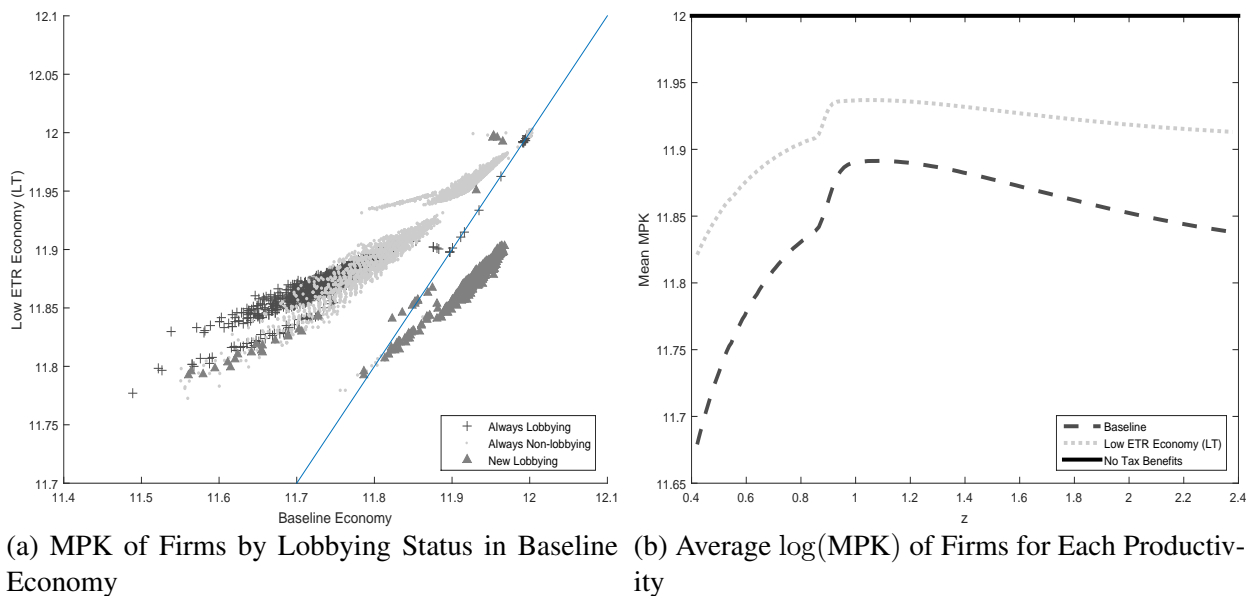 12.1
12.05
12
11.95
11.9
11.85
11.8
11.75
11.7
Low ETR Economy (LT)
11.4 11.5 11.6 11.7 11.8 11.9 12 12.1
Baseline Economy
Always Lobbying
Always Non-lobbying
New Lobbying
(a) MPK of Firms by Lobbying Status in Baseline
Economy
12
11.95
11.9
11.85
11.8
11.75
11.7
11.65
Mean MPK
0.4 0.6 0.8 1 1.2 1.4 1.6 1.8 2 2.2 2.4
z
Baseline
Low ETR Economy (LT)
No Tax Benefits
(b) Average log(MPK) of Firms for Each Productiv-
ity